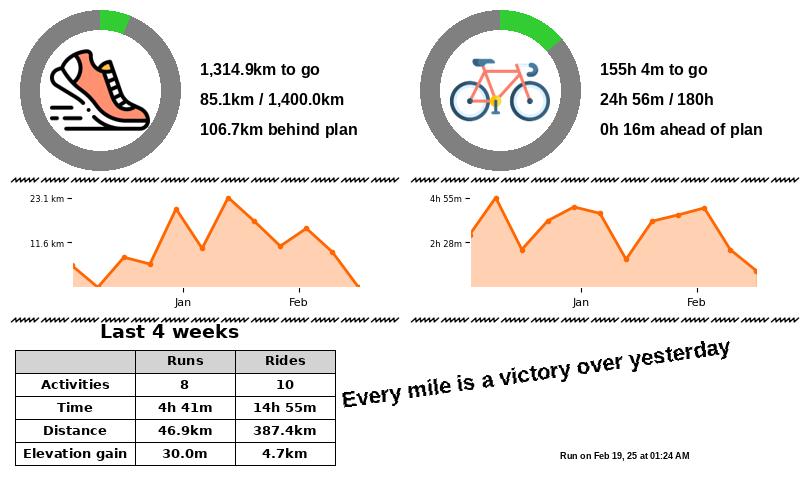 1,314.9km to go
85.1km / 1,400.0km
106.7km behind plan
155h 4m to go
24h 56m / 180h
0h 16m ahead of plan
23.1 km
11.6 km
Jan Feb
4h 55m
2h 28m
Jan Feb
Last 4 weeks
Runs Rides
Activities 8 10
Time 4h 41m 14h 55m
Distance 46.9km 387.4km
Elevation gain 30.0m 4.7km
Every mile is a victory over yesterday
Run on Feb 19, 25 at 01:24 AM